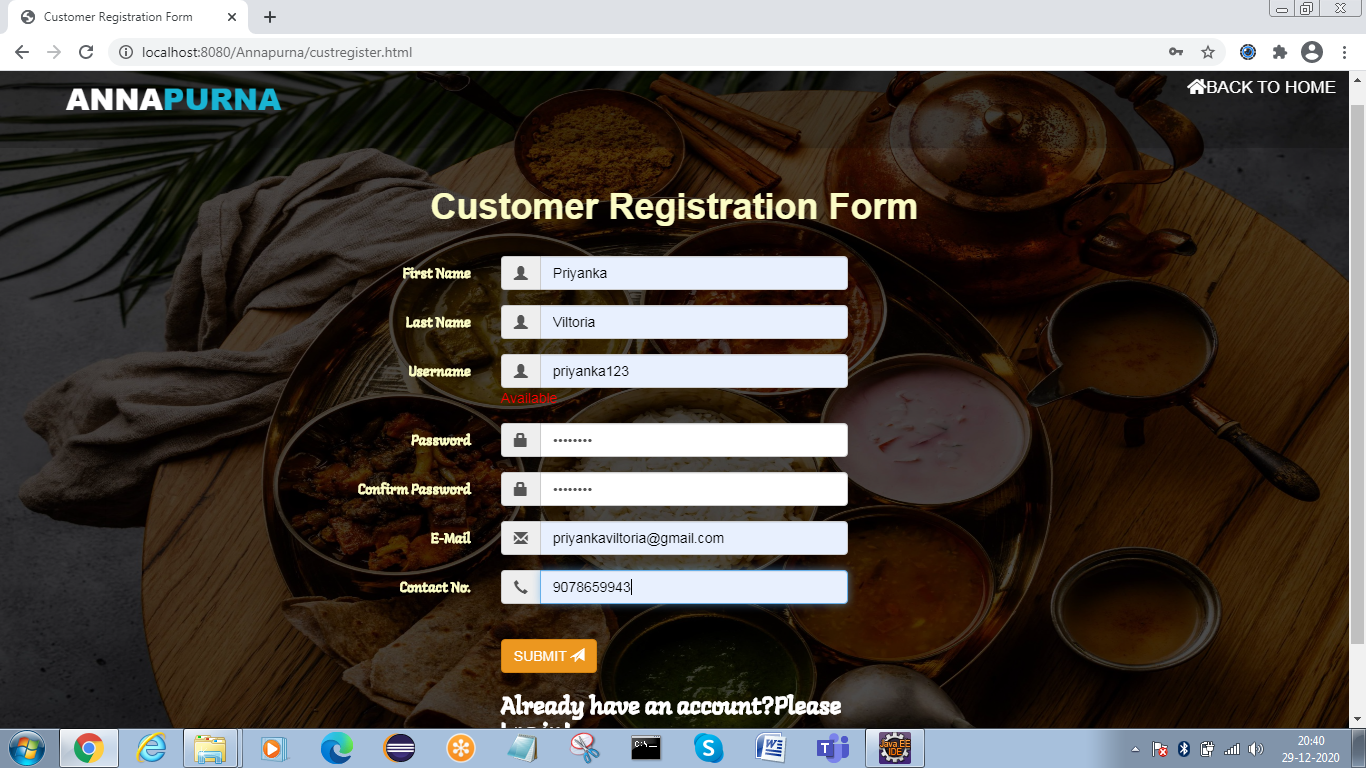 Customer Registration Form
localhost:8080/Annapurna/custregister.html
ANNAPURNA
BACK TO HOME
Customer Registration Form
First Name
Priyanka
Last Name
Viltoria
Username
priyanka123
Available
Password
••••••••
Confirm Password
••••••••
E-Mail
priyankaviltoria@gmail.com
Contact No.
9078659943
SUBMIT
Already have an account?Please
Java EE
IDE
20:40
29-12-2020